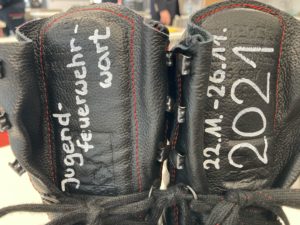 Jugend-
feuerwehr-
wart
22.11.-26.11.
2021